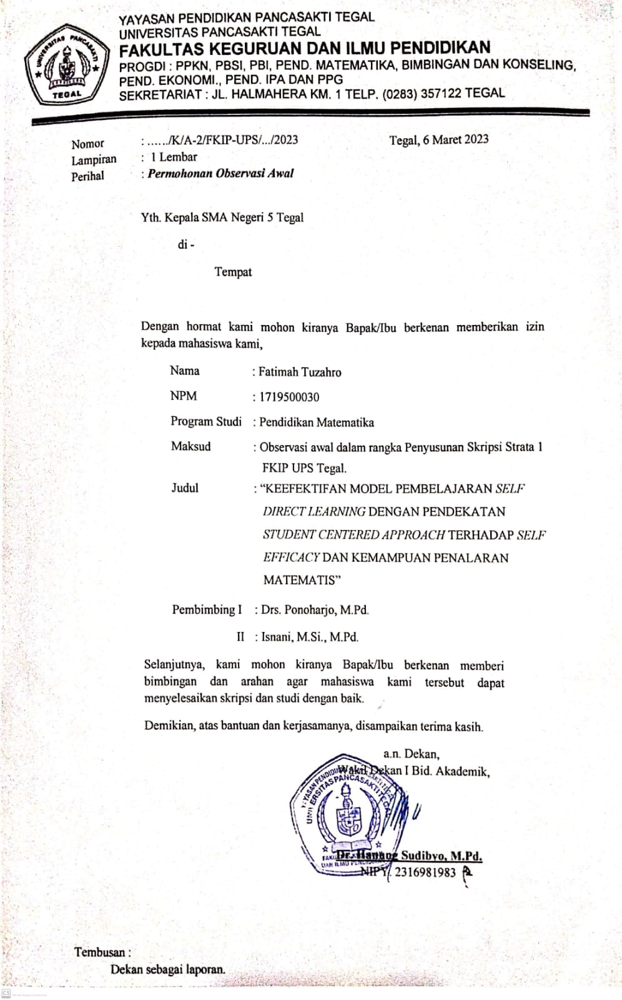 YAYASAN PENDIDIKAN PANCASAKTI TEGAL
UNIVERSITAS PANCASAKTI TEGAL
FAKULTAS KEGURUAN DAN ILMU PENDIDIKAN
PROGDI : PPKN, PBSI, PBI, PEND. MATEMATIKA, BIMBINGAN DAN KONSELING,
PEND. EKONOMI., PEND. IPA DAN PPG
SEKRETARIAT : JL. HALMAHERA KM. 1 TELP. (0283) 357122 TEGAL
UNIVERSITAS PANCASAKTI
TEGAL
Nomor : ....../K/A-2/FKIP-UPS/.../2023 Tegal, 6 Maret 2023
Lampiran : 1 Lembar
Perihal : Permohonan Observasi Awal
Yth. Kepala SMA Negeri 5 Tegal
di -
Tempat
Dengan hormat kami mohon kiranya Bapak/Ibu berkenan memberikan izin
kepada mahasiswa kami,
Nama : Fatimah Tuzahro
NPM : 1719500030
Program Studi : Pendidikan Matematika
Maksud : Observasi awal dalam rangka Penyusunan Skripsi Strata 1
FKIP UPS Tegal.
Judul : “KEEFEKTIFAN MODEL PEMBELAJARAN SELF
DIRECT LEARNING DENGAN PENDEKATAN
STUDENT CENTERED APPROACH TERHADAP SELF
EFFICACY DAN KEMAMPUAN PENALARAN
MATEMATIS”
Pembimbing I : Drs. Ponoharjo, M.Pd.
II : Isnani, M.Si., M.Pd.
Selanjutnya, kami mohon kiranya Bapak/Ibu berkenan memberi
bimbingan dan arahan agar mahasiswa kami tersebut dapat
menyelesaikan skripsi dan studi dengan baik.
Demikian, atas bantuan dan kerjasamanya, disampaikan terima kasih.
a.n. Dekan,
Wakil Dekan I Bid. Akademik,
YAYASAN PENDIDIKAN PANCASAKTI TEGAL
UNIVERSITAS PANCASAKTI TEGAL
DAN ILMU PENDIDIKAN
Dr. Hanung Sudibyo, M.Pd.
NIPY. 2316981983
Tembusan :
Dekan sebagai laporan.
CS